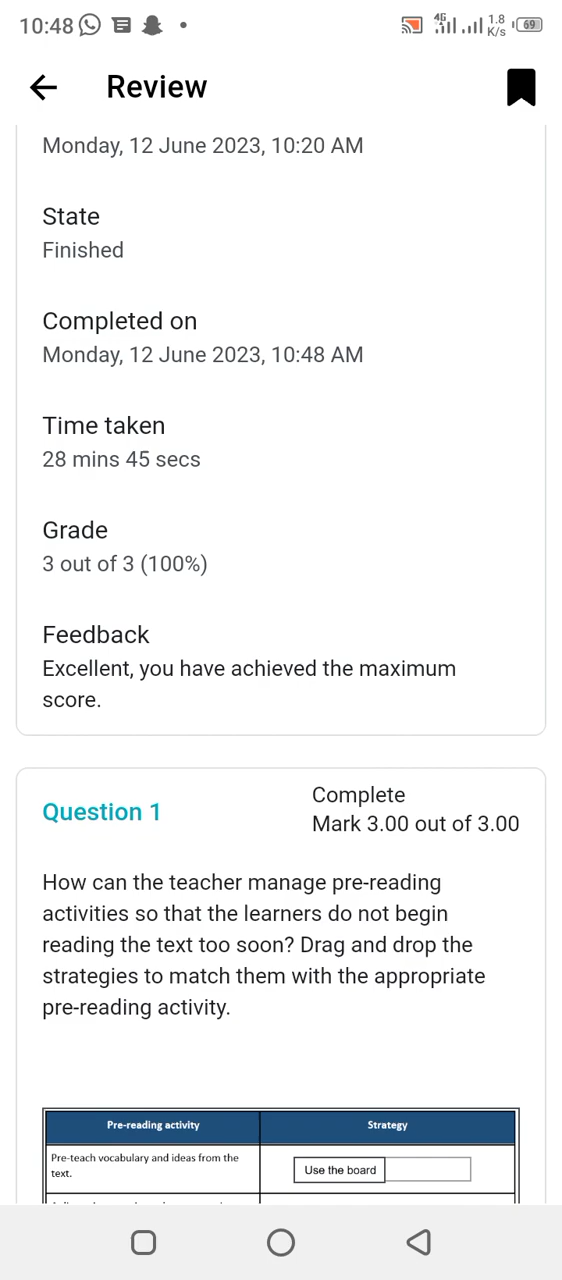 10:48
4G
1.8
K/s
69
Review
Monday, 12 June 2023, 10:20 AM
State
Finished
Completed on
Monday, 12 June 2023, 10:48 AM
Time taken
28 mins 45 secs
Grade
3 out of 3 (100%)
Feedback
Excellent, you have achieved the maximum
score.
Question 1
Complete
Mark 3.00 out of 3.00
How can the teacher manage pre-reading
activities so that the learners do not begin
reading the text too soon? Drag and drop the
strategies to match them with the appropriate
pre-reading activity.
Pre-reading activity
Strategy
Pre-teach vocabulary and ideas from the
text.
Use the board